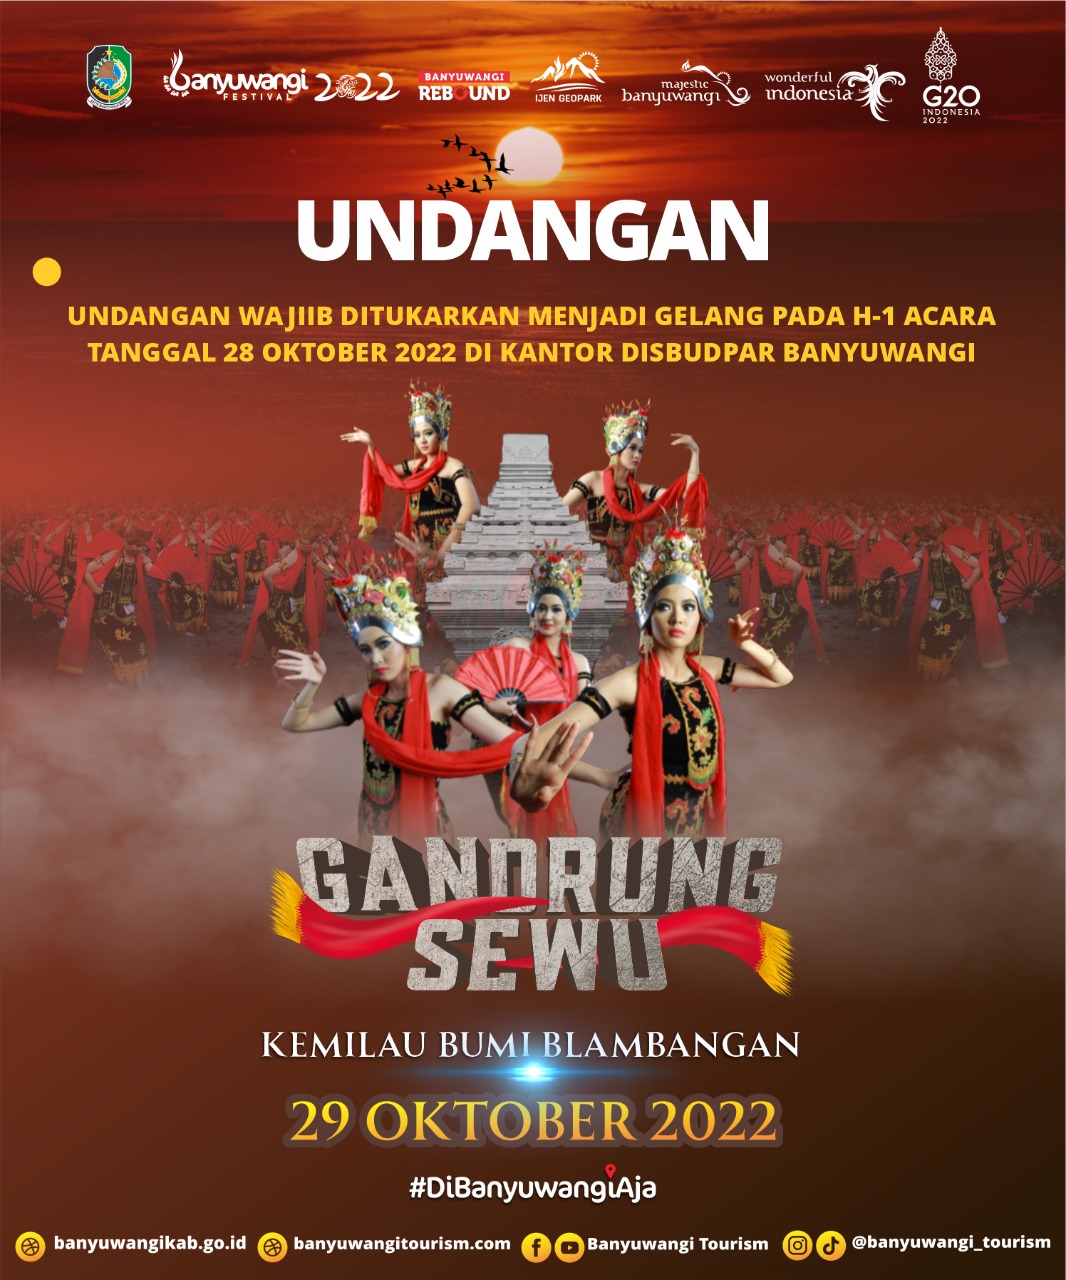 banyuwangi 2022
FESTIVAL
BANYUWANGI
REBOUND
IJEN GEOPARK
majestic
banyuwangi
wonderful
indonesia
G20
INDONESIA
2022
UNDANGAN
UNDANGAN WAJIIB DITUKARKAN MENJADI GELANG PADA H-1 ACARA
TANGGAL 28 OKTOBER 2022 DI KANTOR DISBUDPAR BANYUWANGI
GANDRUNG
SEWU
KEMILAU BUMI BLAMBANGAN
29 OKTOBER 2022
#DiBanyuwangiAja
banyuwangikab.go.id banyuwangitourism.com Banyuwangi Tourism @banyuwangi_tourism